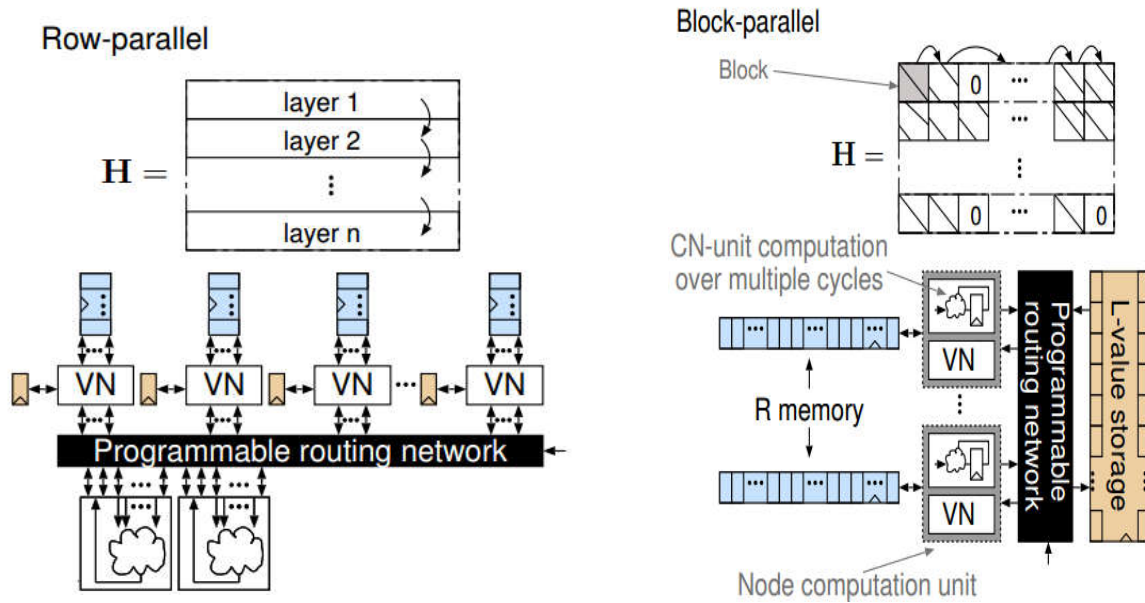 Row-parallel
layer 1
layer 2
H =
layer n
VN VN VN VN
Programmable routing network
Block-parallel
Block
0
H =
0 0
CN-unit computation
over multiple cycles
VN
R memory
VN
Programmable
routing network
L-value storage
Node computation unit